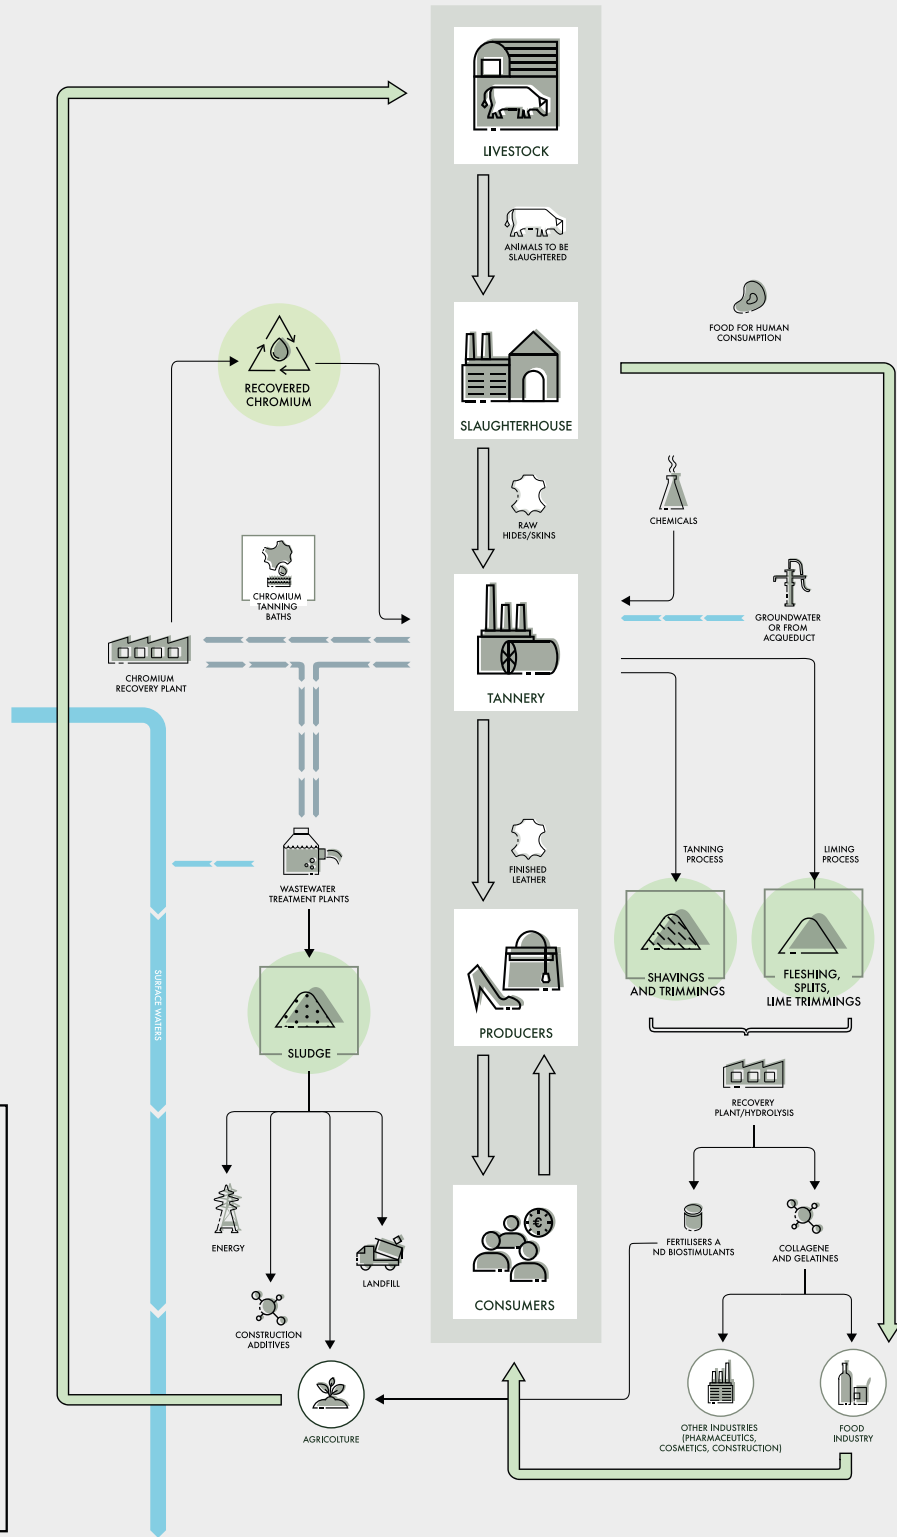 LIVESTOCK
ANIMALS TO BE
SLAUGHTERED
FOOD FOR HUMAN
CONSUMPTION
RECOVERED
CHROMIUM
SLAUGHTERHOUSE
RAW
HIDES/SKINS
CHEMICALS
CHROMIUM
TANNING
BATHS
GROUNDWATER
OR FROM
ACQUEDUCT
CHROMIUM
RECOVERY PLANT
TANNERY
TANNING
PROCESS
LIMING
PROCESS
FINISHED
LEATHER
WASTEWATER
TREATMENT PLANTS
SURFACE WATERS
SHAVINGS
AND TRIMMINGS
FLESHING,
SPLITS,
LIME TRIMMINGS
SLUDGE
PRODUCERS
RECOVERY
PLANT/HYDROLYSIS
ENERGY
LANDFILL
CONSTRUCTION
ADDITIVES
FERTILISERS A
ND BIOSTIMULANTS
COLLAGENE
AND GELATINES
€
CONSUMERS
AGRICOLTURE
OTHER INDUSTRIES
(PHARMACEUTICS,
COSMETICS, CONSTRUCTION)
FOOD
INDUSTRY